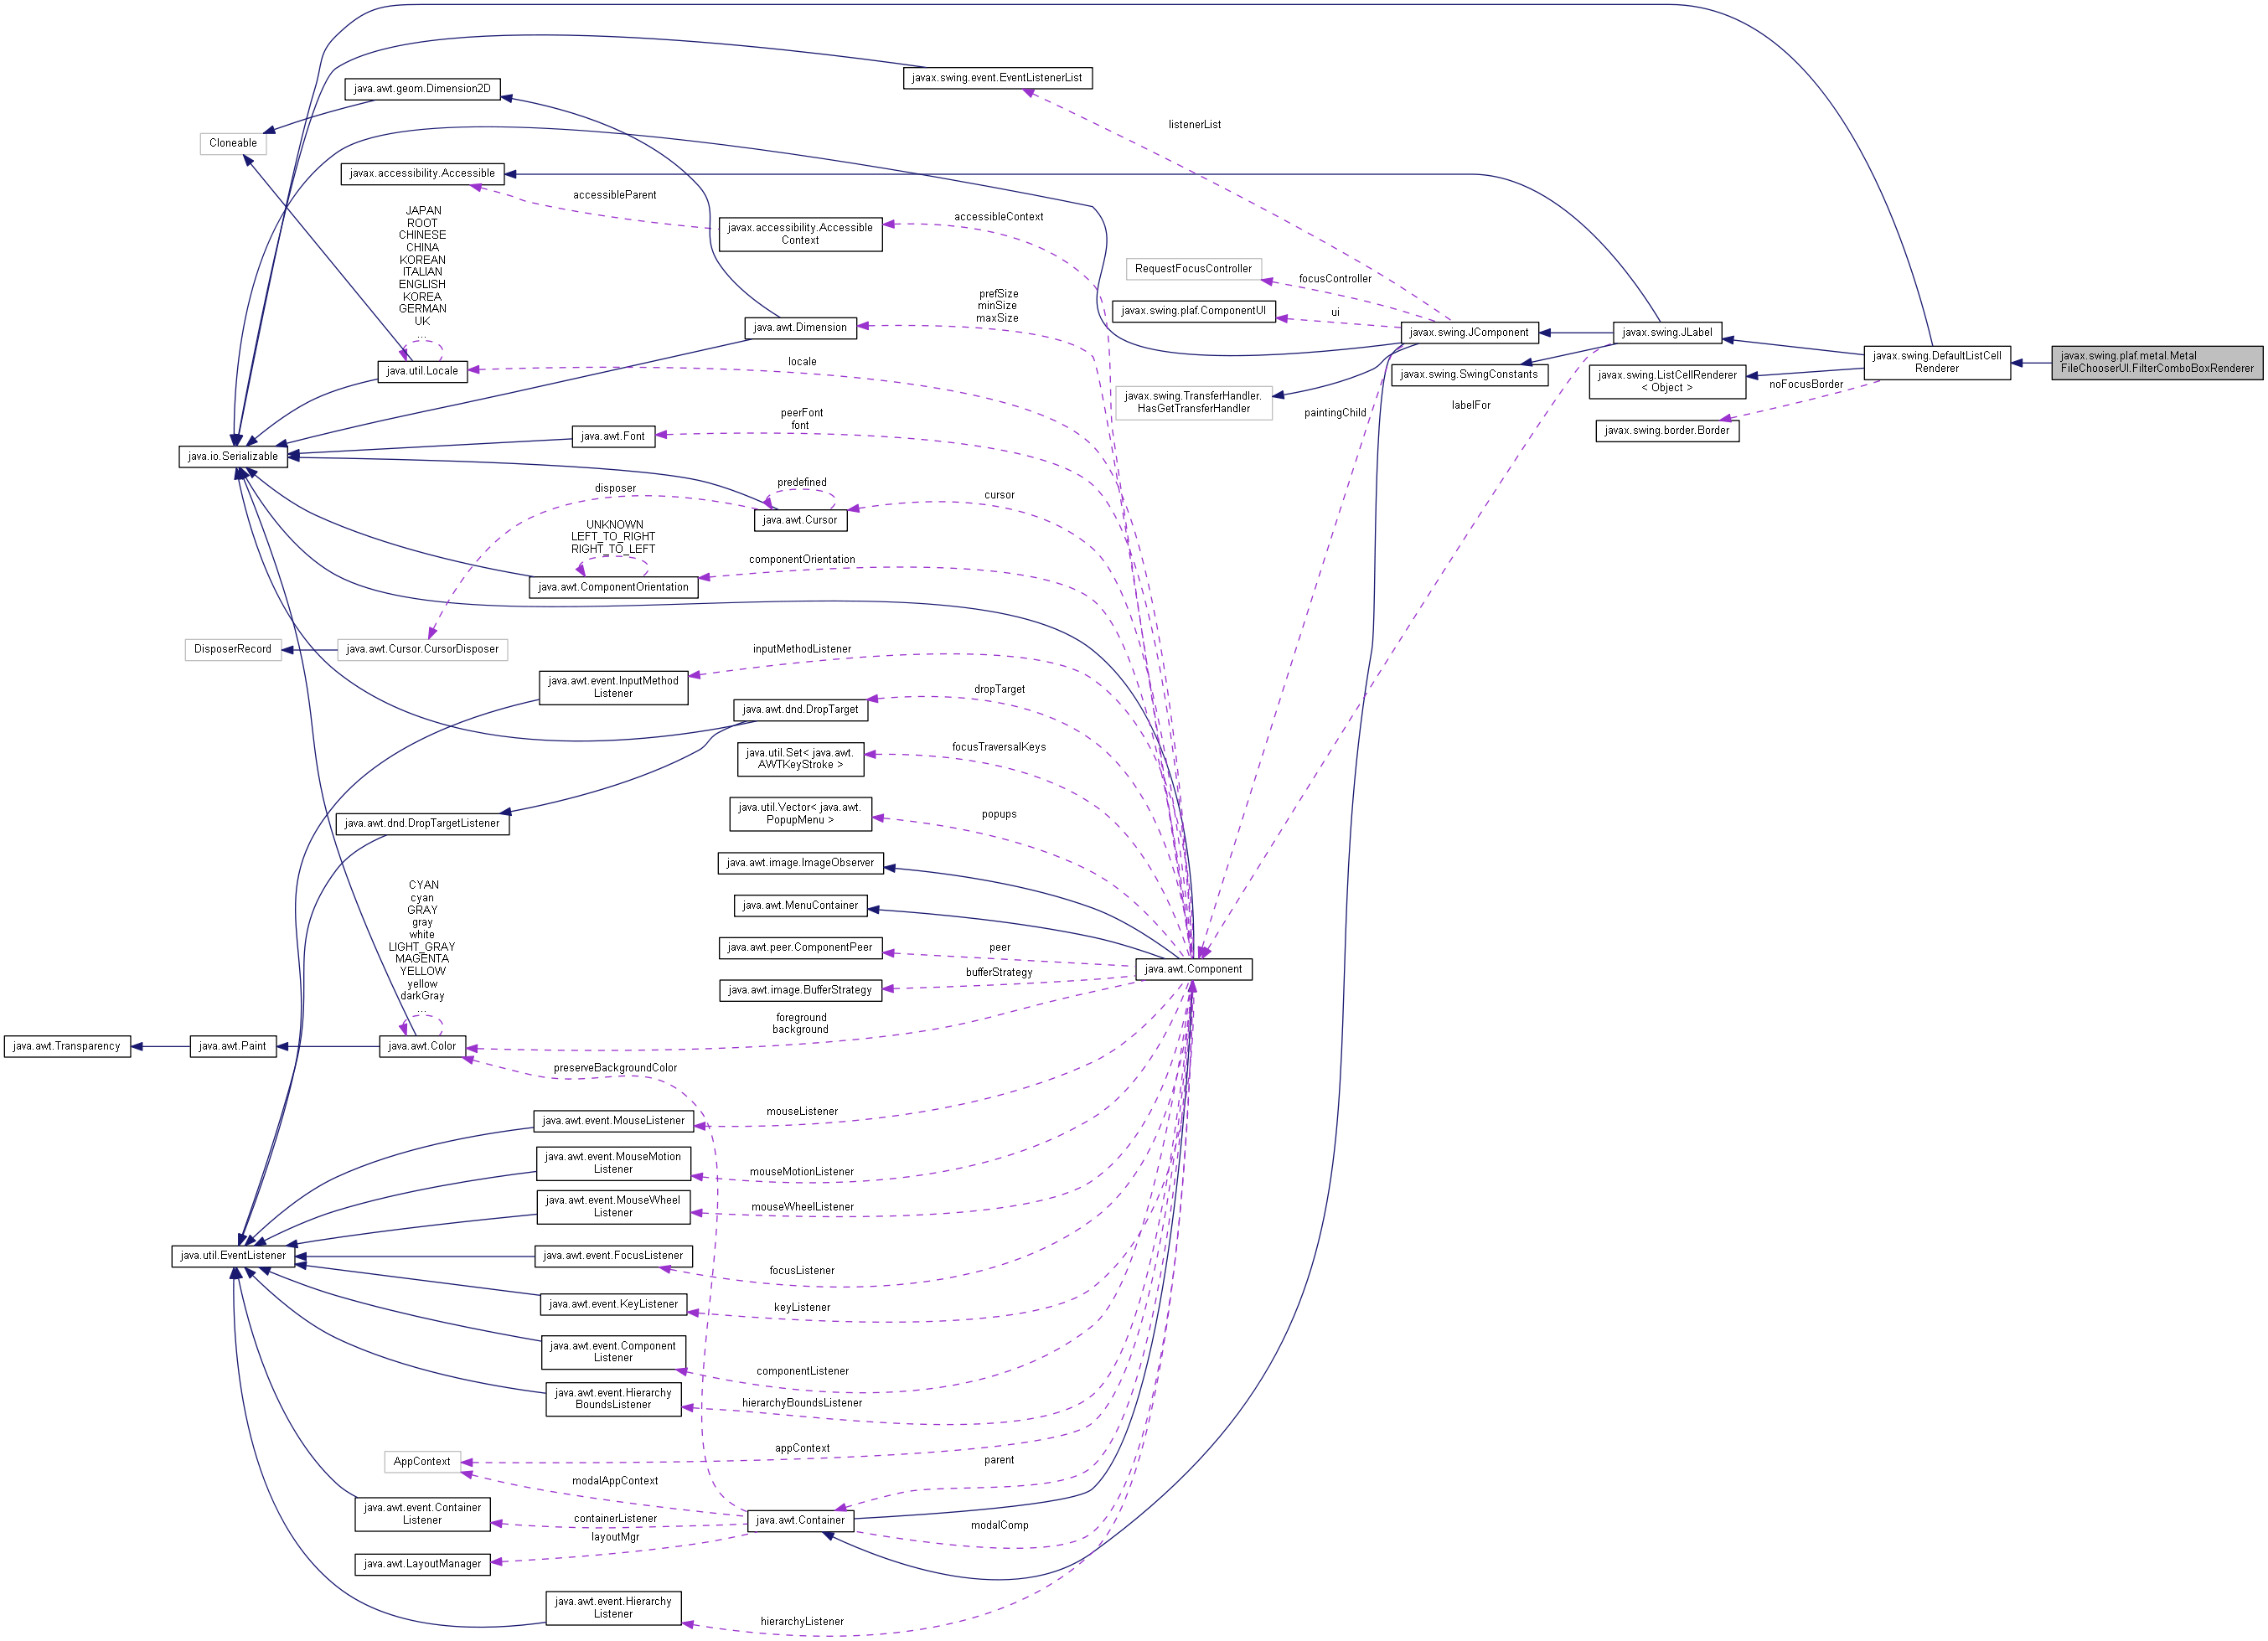 javax.swing.event.EventListenerList
java.awt.geom.Dimension2D
listenerList
Cloneable
javax.accessibility.Accessible
accessibleParent
JAPAN
ROOT
CHINESE
CHINA
KOREAN
ITALIAN
ENGLISH
KOREA
GERMAN
UK
...
javax.accessibility.Accessible
Context
accessibleContext
RequestFocusController
focusController
prefSize
minSize
maxSize
javax.swing.plaf.ComponentUI
ui
java.awt.Dimension
javax.swing.JComponent
javax.swing.JLabel
javax.swing.DefaultListCell
Renderer
javax.swing.plaf.metal.Metal
FileChooserUI.FilterComboBoxRenderer
java.util.Locale
locale
javax.swing.SwingConstants
javax.swing.ListCellRenderer
< Object >
noFocusBorder
javax.swing.TransferHandler.
HasGetTransferHandler
paintingChild
labelFor
javax.swing.border.Border
peerFont
font
java.awt.Font
java.io.Serializable
disposer
predefined
cursor
java.awt.Cursor
UNKNOWN
LEFT_TO_RIGHT
RIGHT_TO_LEFT
componentOrientation
java.awt.ComponentOrientation
DisposerRecord
java.awt.Cursor.CursorDisposer
inputMethodListener
java.awt.event.InputMethod
Listener
dropTarget
java.awt.dnd.DropTarget
java.util.Set< java.awt.
AWTKeyStroke >
focusTraversalKeys
java.util.Vector< java.awt.
PopupMenu >
popups
java.awt.dnd.DropTargetListener
java.awt.image.ImageObserver
CYAN
cyan
GRAY
gray
white
LIGHT_GRAY
MAGENTA
YELLOW
yellow
darkGray
...
java.awt.MenuContainer
java.awt.peer.ComponentPeer
peer
java.awt.Component
bufferStrategy
java.awt.image.BufferStrategy
foreground
background
java.awt.Transparency
java.awt.Paint
java.awt.Color
preserveBackgroundColor
java.awt.event.MouseListener
mouseListener
java.awt.event.MouseMotion
Listener
mouseMotionListener
java.awt.event.MouseWheel
Listener
mouseWheelListener
java.util.EventListener
java.awt.event.FocusListener
focusListener
java.awt.event.KeyListener
keyListener
java.awt.event.Component
Listener
componentListener
java.awt.event.Hierarchy
BoundsListener
hierarchyBoundsListener
AppContext
appContext
parent
modalAppContext
java.awt.event.Container
Listener
containerListener
java.awt.Container
modalComp
layoutMgr
java.awt.LayoutManager
java.awt.event.Hierarchy
Listener
hierarchyListener